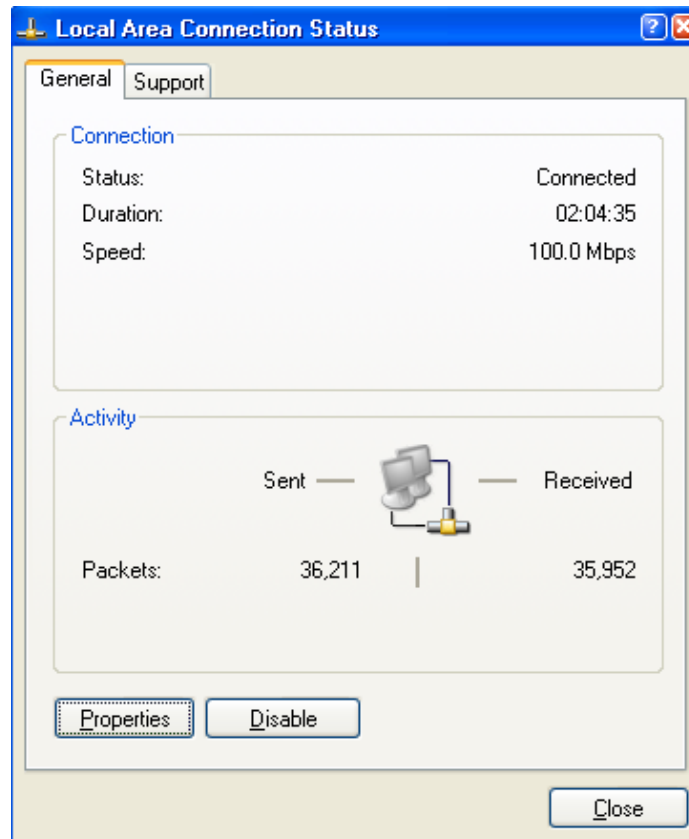 Local Area Connection Status
General Support
Connection
Status: Connected
Duration: 02:04:35
Speed: 100.0 Mbps
Activity
Sent Received
Packets: 36,211 35,952
Properties Disable
Close